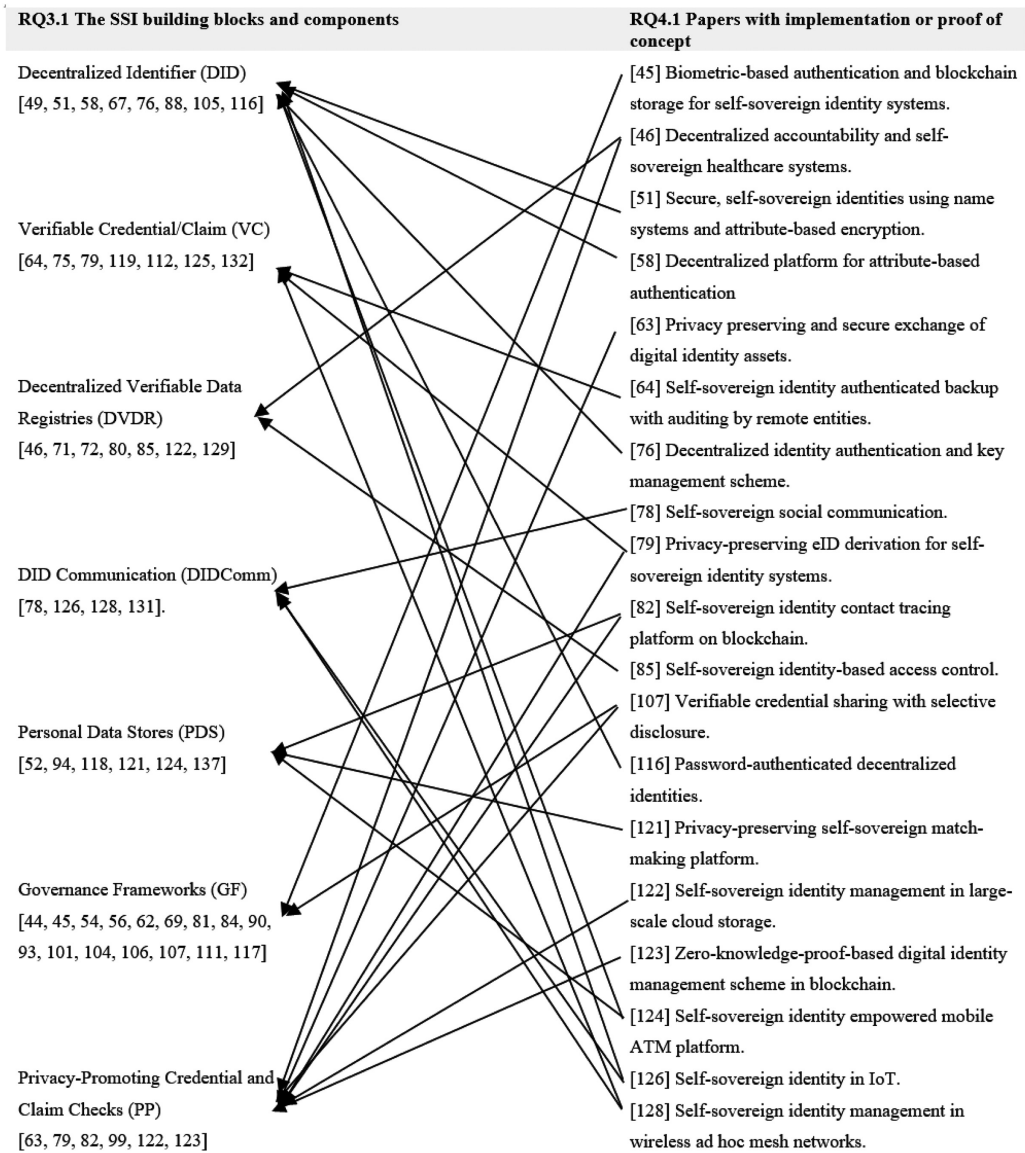 RQ3.1 The SSI building blocks and components
Decentralized Identifier (DID)
[49, 51, 58, 67, 76, 88, 105, 116]
Verifiable Credential/Claim (VC)
[64, 75, 79, 119, 112, 125, 132]
Decentralized Verifiable Data
Registries (DVDR)
[46, 71, 72, 80, 85, 122, 129]
DID Communication (DIDComm)
[78, 126, 128, 131].
Personal Data Stores (PDS)
[52, 94, 118, 121, 124, 137]
Governance Frameworks (GF)
[44, 45, 54, 56, 62, 69, 81, 84, 90,
93, 101, 104, 106, 107, 111, 117]
Privacy-Promoting Credential and
Claim Checks (PP)
[63, 79, 82, 99, 122, 123]
RQ4.1 Papers with implementation or proof of
concept
[45] Biometric-based authentication and blockchain
storage for self-sovereign identity systems.
[46] Decentralized accountability and self-
sovereign healthcare systems.
[51] Secure, self-sovereign identities using name
systems and attribute-based encryption.
[58] Decentralized platform for attribute-based
authentication
[63] Privacy preserving and secure exchange of
digital identity assets.
[64] Self-sovereign identity authenticated backup
with auditing by remote entities.
[76] Decentralized identity authentication and key
management scheme.
[78] Self-sovereign social communication.
[79] Privacy-preserving eID derivation for self-
sovereign identity systems.
[82] Self-sovereign identity contact tracing
platform on blockchain.
[85] Self-sovereign identity-based access control.
[107] Verifiable credential sharing with selective
disclosure.
[116] Password-authenticated decentralized
identities.
[121] Privacy-preserving self-sovereign match-
making platform.
[122] Self-sovereign identity management in large-
scale cloud storage.
[123] Zero-knowledge-proof-based digital identity
management scheme in blockchain.
[124] Self-sovereign identity empowered mobile
ATM platform.
[126] Self-sovereign identity in IoT.
[128] Self-sovereign identity management in
wireless ad hoc mesh networks.